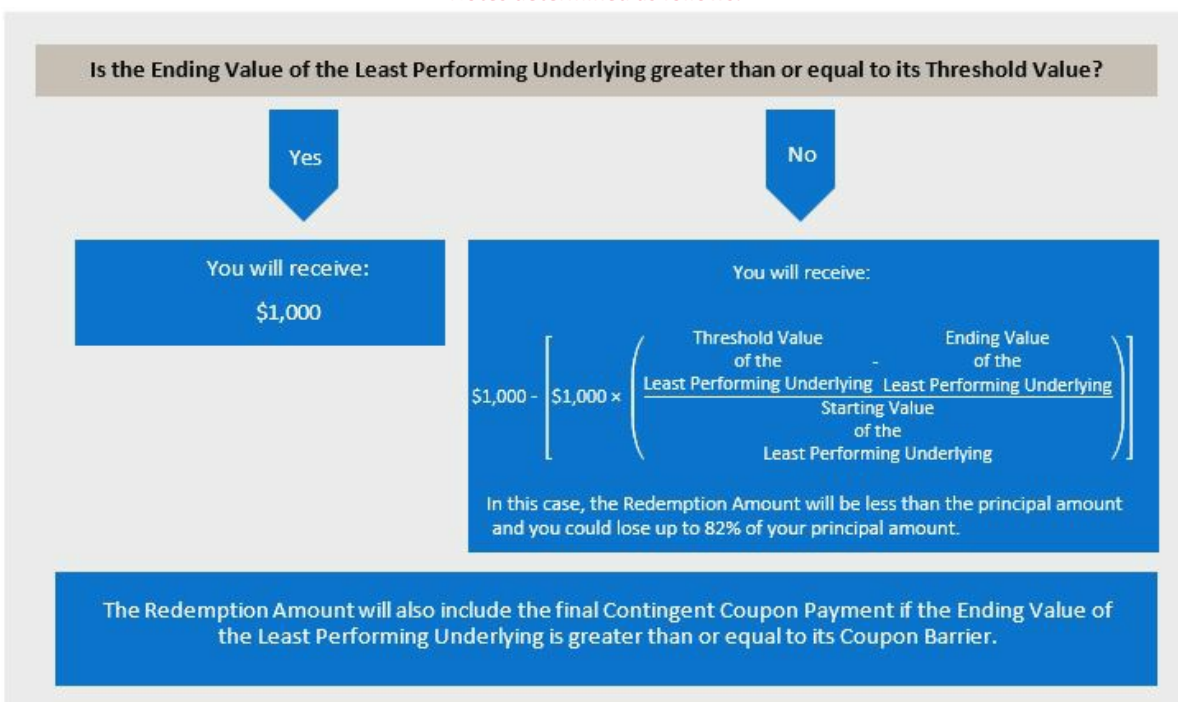 Is the Ending Value of the Least Performing Underlying greater than or equal to its Threshold Value?
Yes
No
You will receive:
$1,000
You will receive:
Threshold Value Ending Value
of the - of the
Least Performing Underlying Least Performing Underlying
$1,000 - [$1,000 × (
Starting Value
of the
Least Performing Underlying
)]
In this case, the Redemption Amount will be less than the principal amount
and you could lose up to 82% of your principal amount.
The Redemption Amount will also include the final Contingent Coupon Payment if the Ending Value of
the Least Performing Underlying is greater than or equal to its Coupon Barrier.